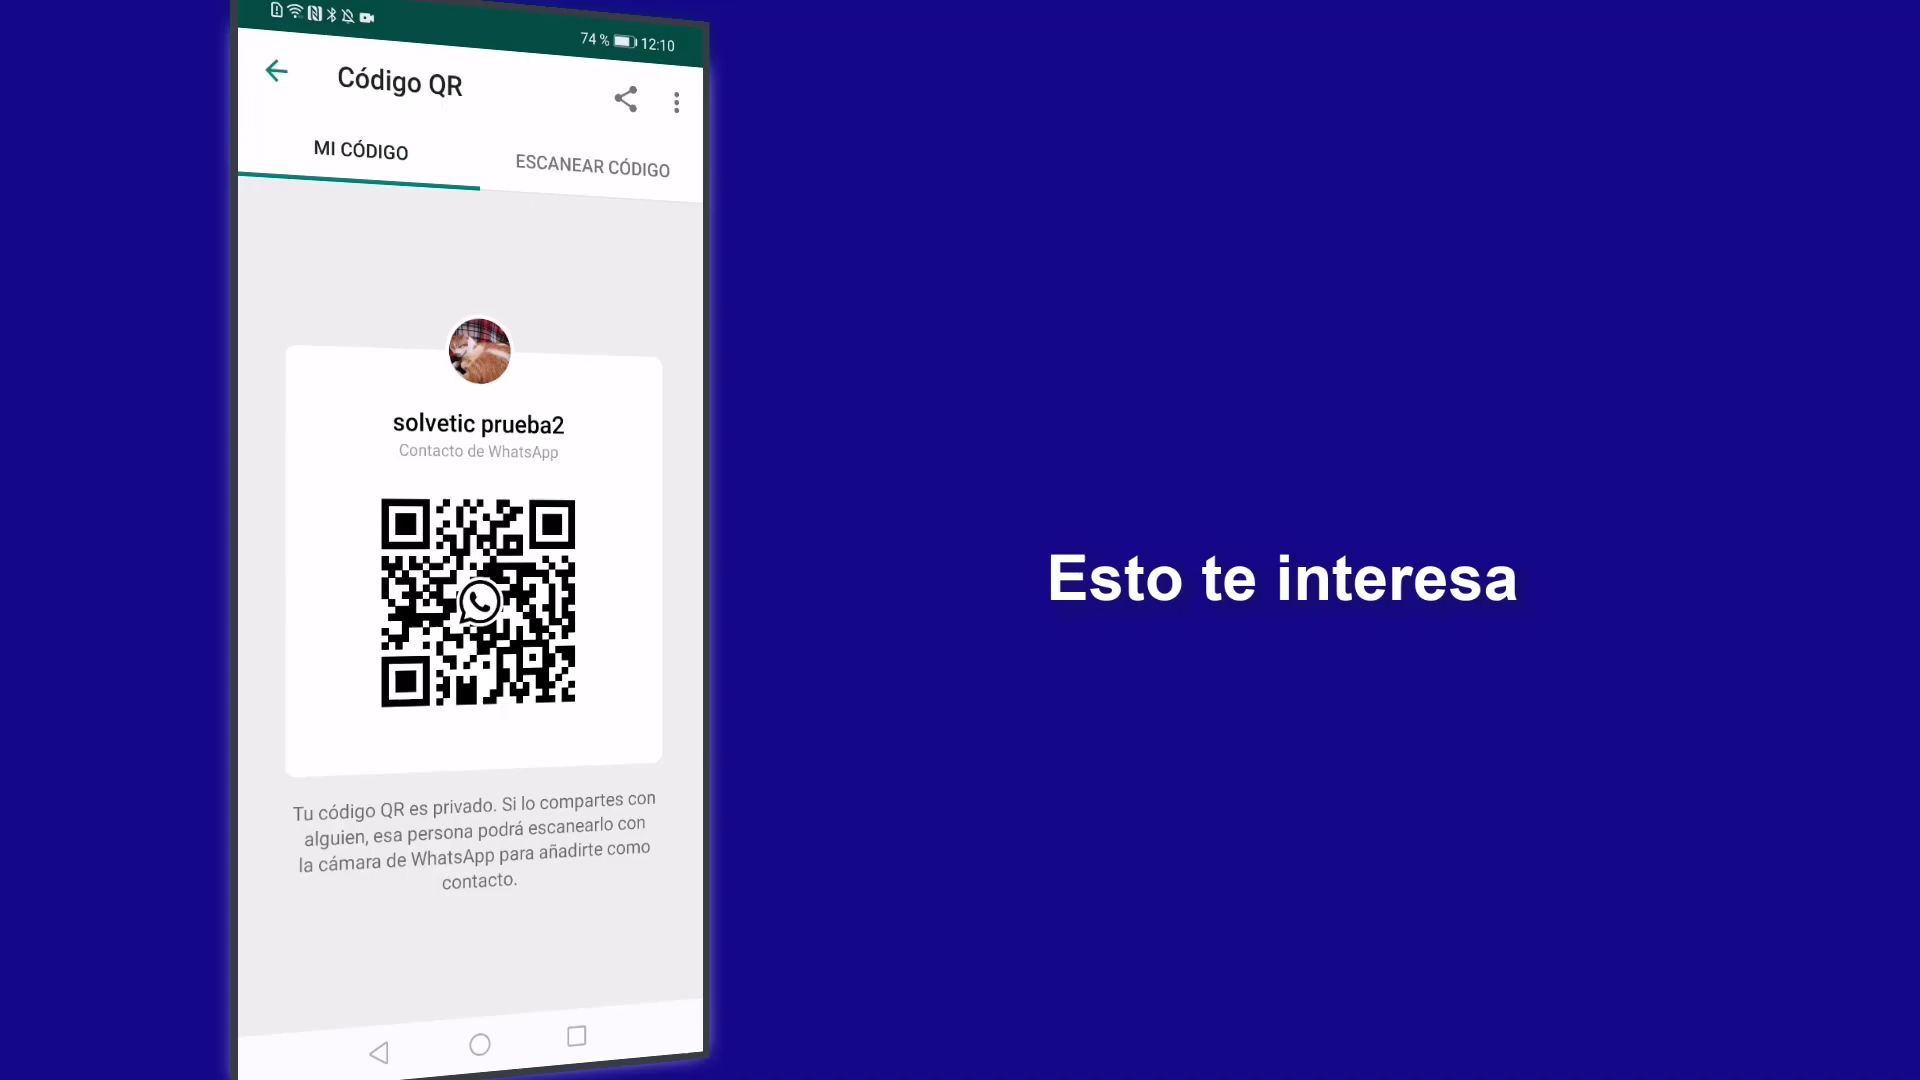 74 % 12:10
Código QR
MI CÓDIGO
ESCANEAR CÓDIGO
solvetic prueba2
Contacto de WhatsApp
Tu código QR es privado. Si lo compartes con
alguien, esa persona podrá escanearlo con
la cámara de WhatsApp para añadirte como
contacto.
Esto te interesa